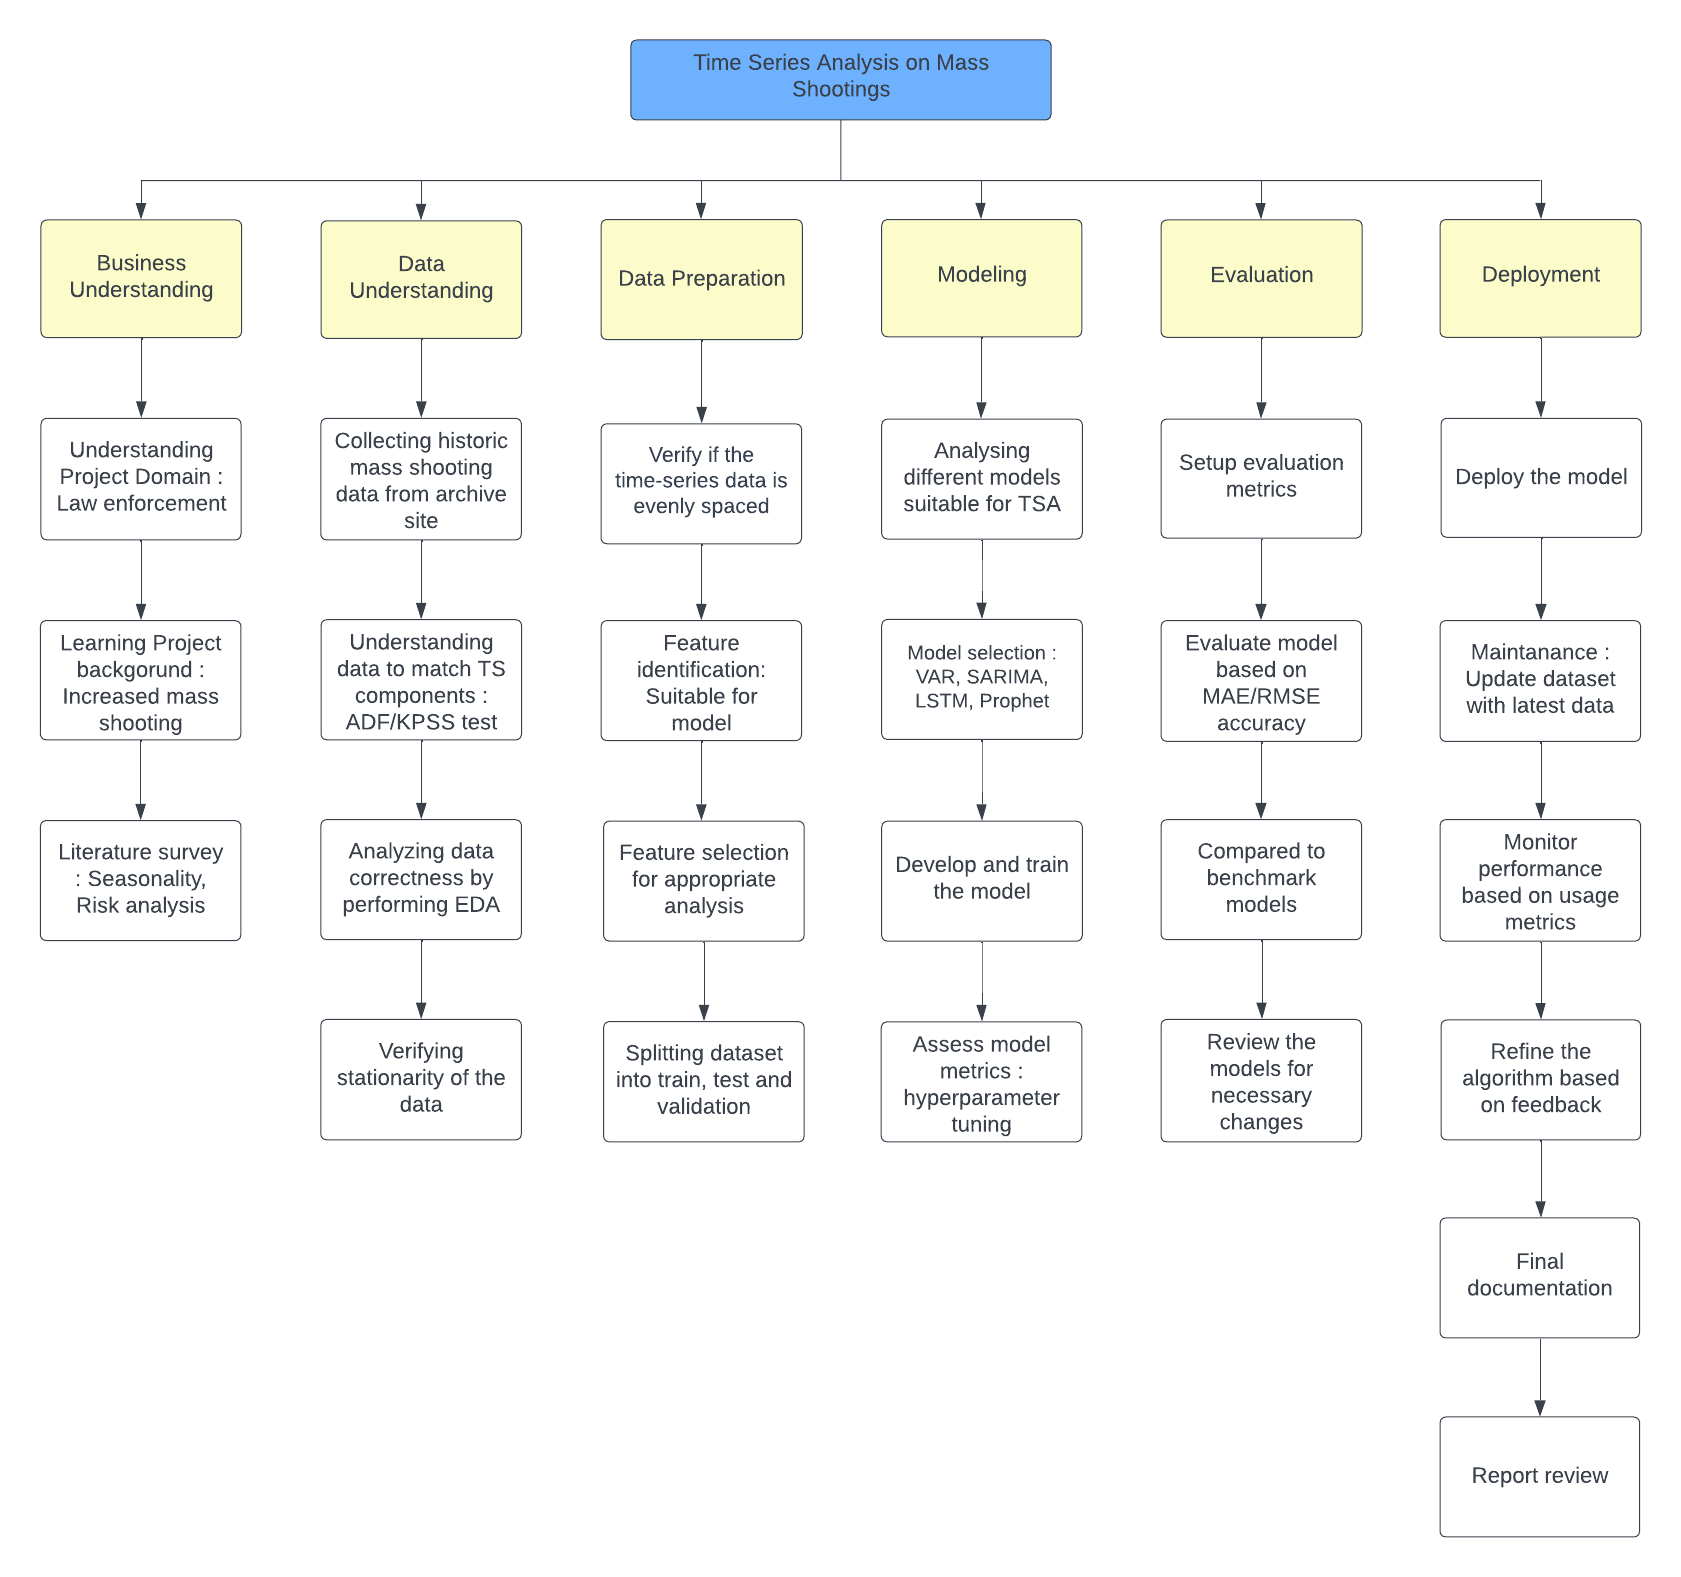 Time Series Analysis on Mass
Shootings
Business
Understanding
Data
Understanding
Data Preparation
Modeling
Evaluation
Deployment
Understanding
Project Domain :
Law enforcement
Collecting historic
mass shooting
data from archive
site
Verify if the
time-series data is
evenly spaced
Analysing
different models
suitable for TSA
Setup evaluation
metrics
Deploy the model
Learning Project
backgorund :
Increased mass
shooting
Understanding
data to match TS
components :
ADF/KPSS test
Feature
identification:
Suitable for
model
Model selection :
VAR, SARIMA,
LSTM, Prophet
Evaluate model
based on
MAE/RMSE
accuracy
Maintanance :
Update dataset
with latest data
Literature survey
: Seasonality,
Risk analysis
Analyzing data
correctness by
performing EDA
Feature selection
for appropriate
analysis
Develop and train
the model
Compared to
benchmark
models
Monitor
performance
based on usage
metrics
Verifying
stationarity of the
data
Splitting dataset
into train, test and
validation
Assess model
metrics :
hyperparameter
tuning
Review the
models for
necessary
changes
Refine the
algorithm based
on feedback
Final
documentation
Report review